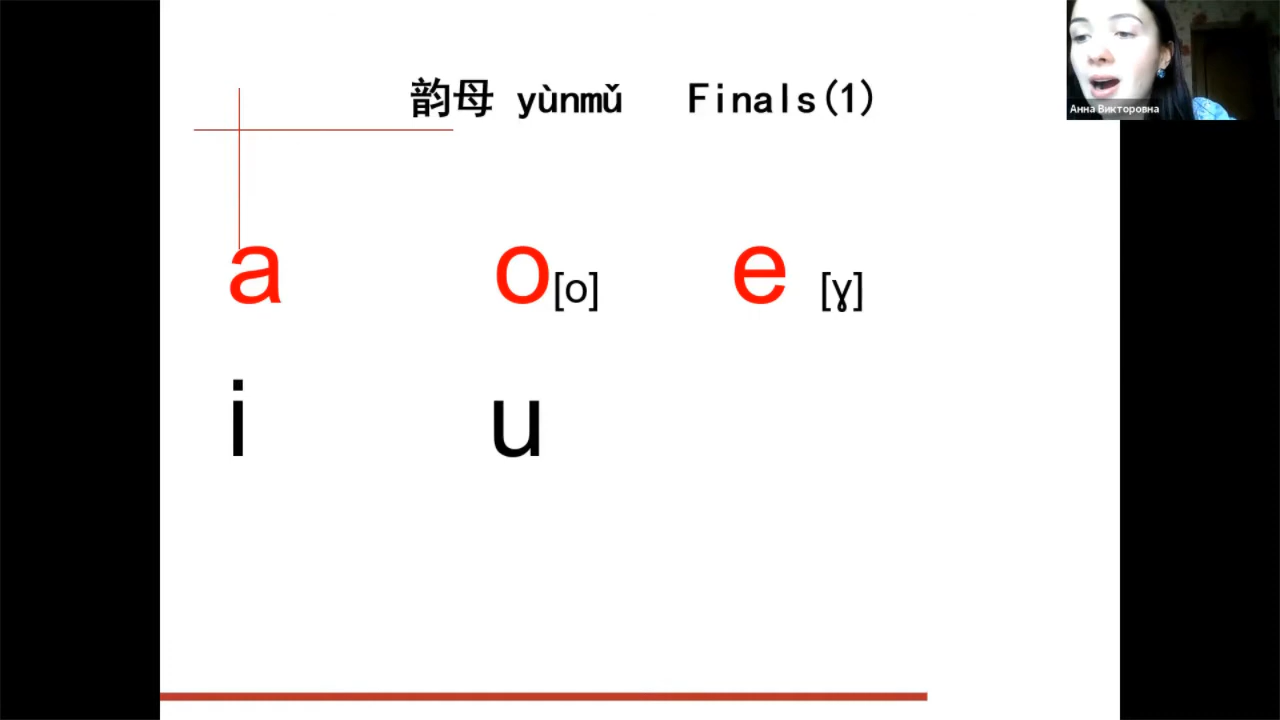 韵母 yùnmǔ Finals(1)
Анна Викторовна
a o[o] e [ɣ]
i u